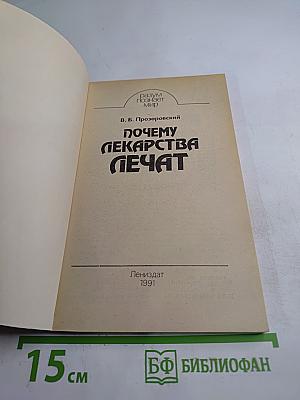 разум
познает
мир
В. Б. Прозоровский
ПОЧЕМУ
ЛЕКАРСТВА
ЛЕЧАТ
Лениздат
1991
15 см
БФ БИБЛИОФАН